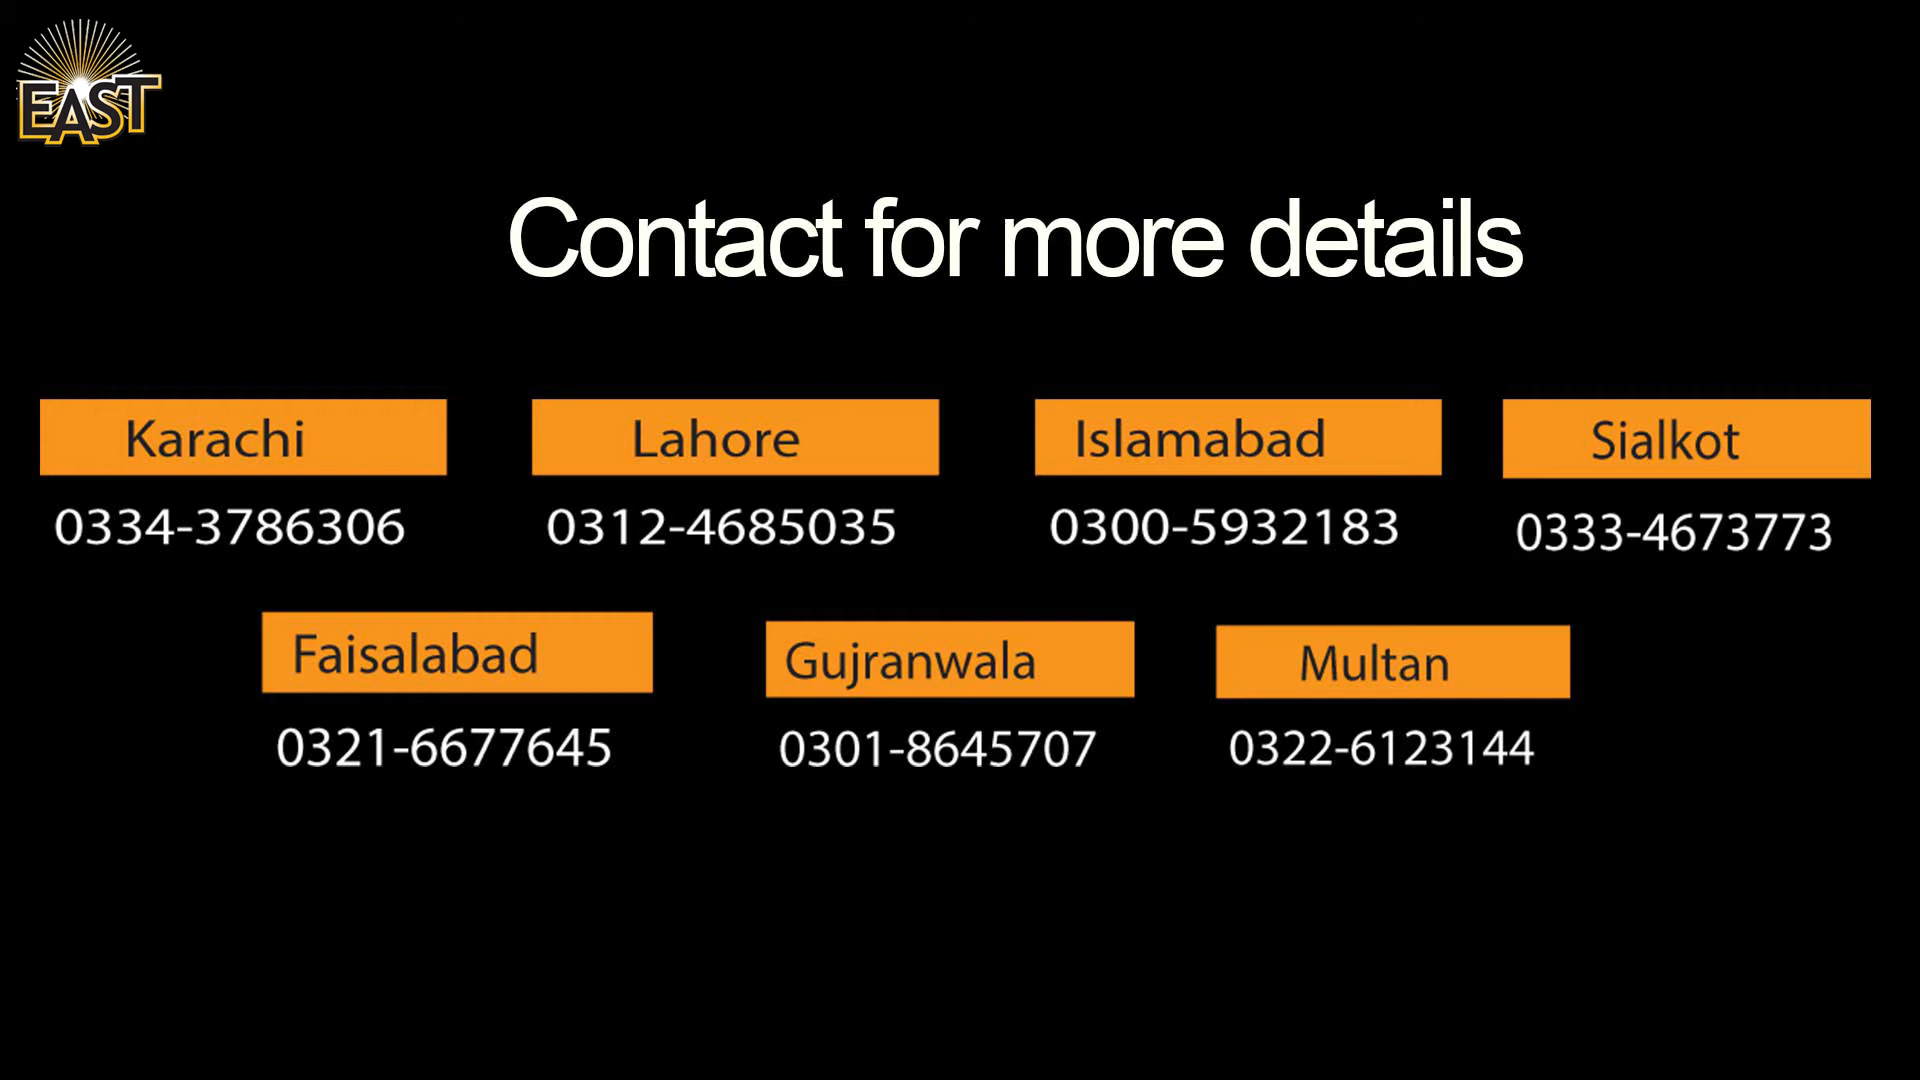 EAST
Contact for more details
Karachi
Lahore
Islamabad
Sialkot
0334-3786306
0312-4685035
0300-5932183
0333-4673773
Faisalabad
Gujranwala
Multan
0321-6677645
0301-8645707
0322-6123144